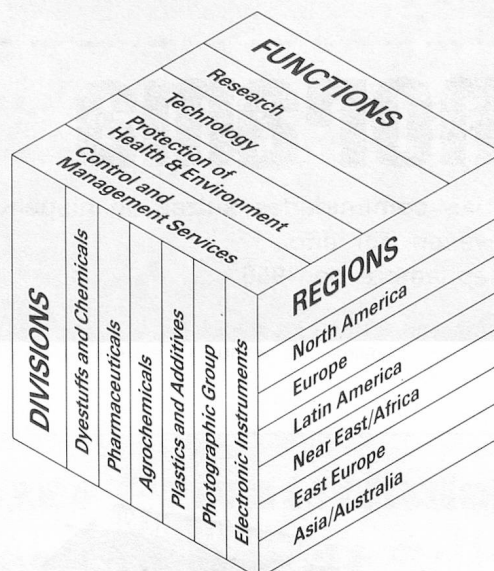 FUNCTIONS
Research
Technology
Protection of
Health & Environment
Control and
Management Services
DIVISIONS
Dyestuffs and Chemicals
Pharmaceuticals
Agrochemicals
Plastics and Additives
Photographic Group
Electronic Instruments
REGIONS
North America
Europe
Latin America
Near East/Africa
East Europe
Asia/Australia